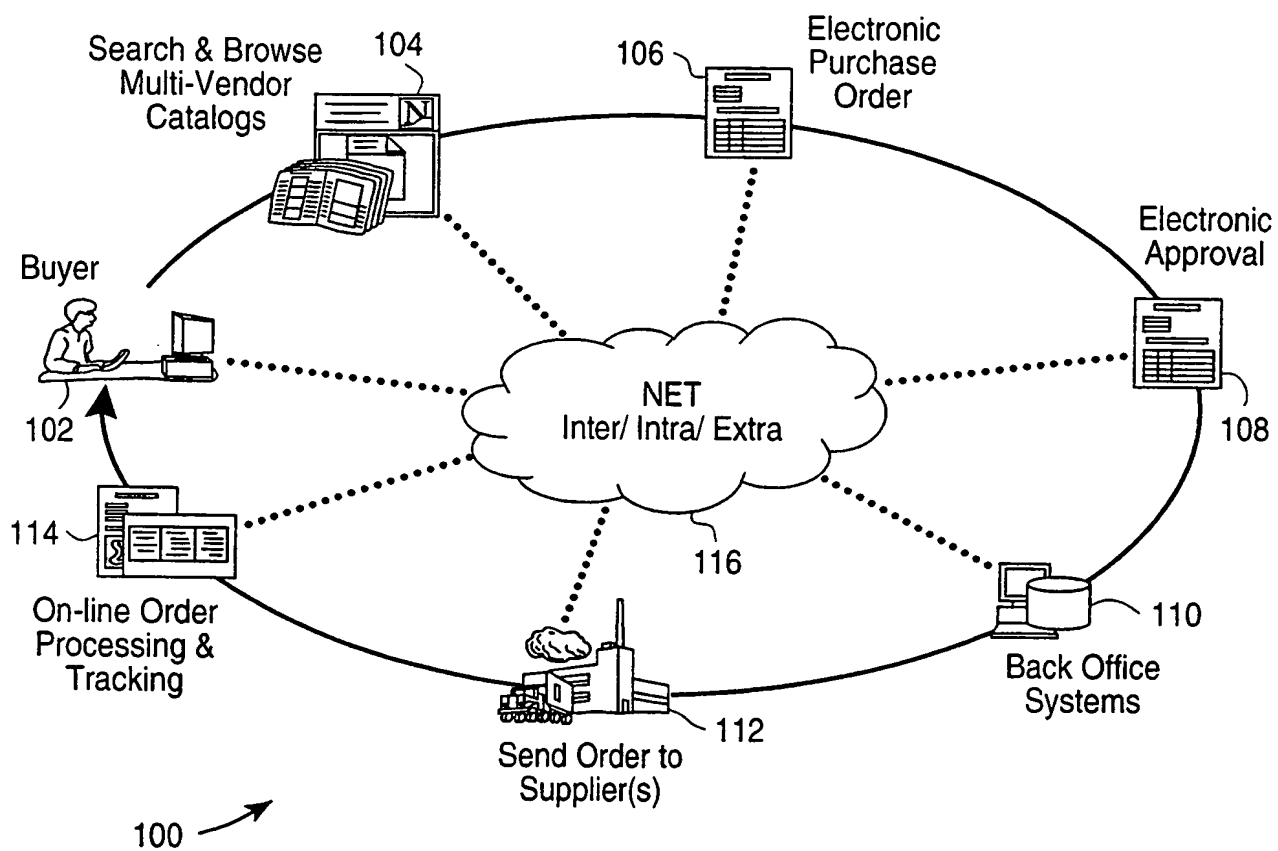 Search & Browse
Multi-Vendor
Catalogs
104
106
Electronic
Purchase
Order
Electronic
Approval
108
Buyer
102
NET
Inter/ Intra/ Extra
116
114
On-line Order
Processing &
Tracking
110
Back Office
Systems
112
Send Order to
Supplier(s)
100
N